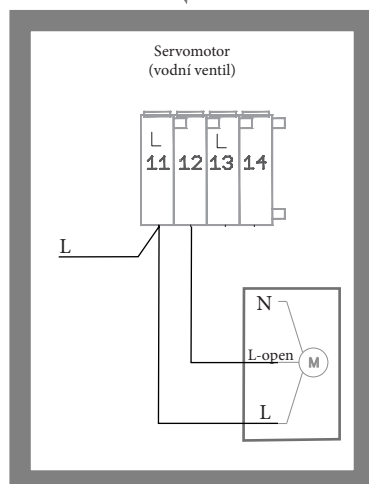 Servomotor
(vodní ventil)
L L
11 12 13 14
L
N
L-open
M
L